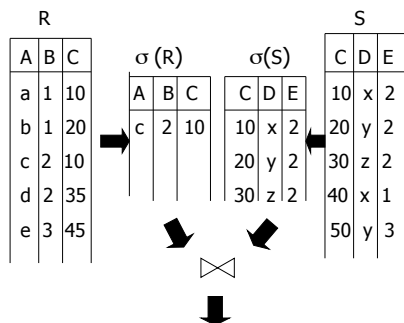 R
A B C
a 1 10
b 1 20
c 2 10
d 2 35
e 3 45
σ (R)
A B C
c 2 10
σ(S)
C D E
10 x 2
20 y 2
30 z 2
S
C D E
10 x 2
20 y 2
30 z 2
40 x 1
50 y 3